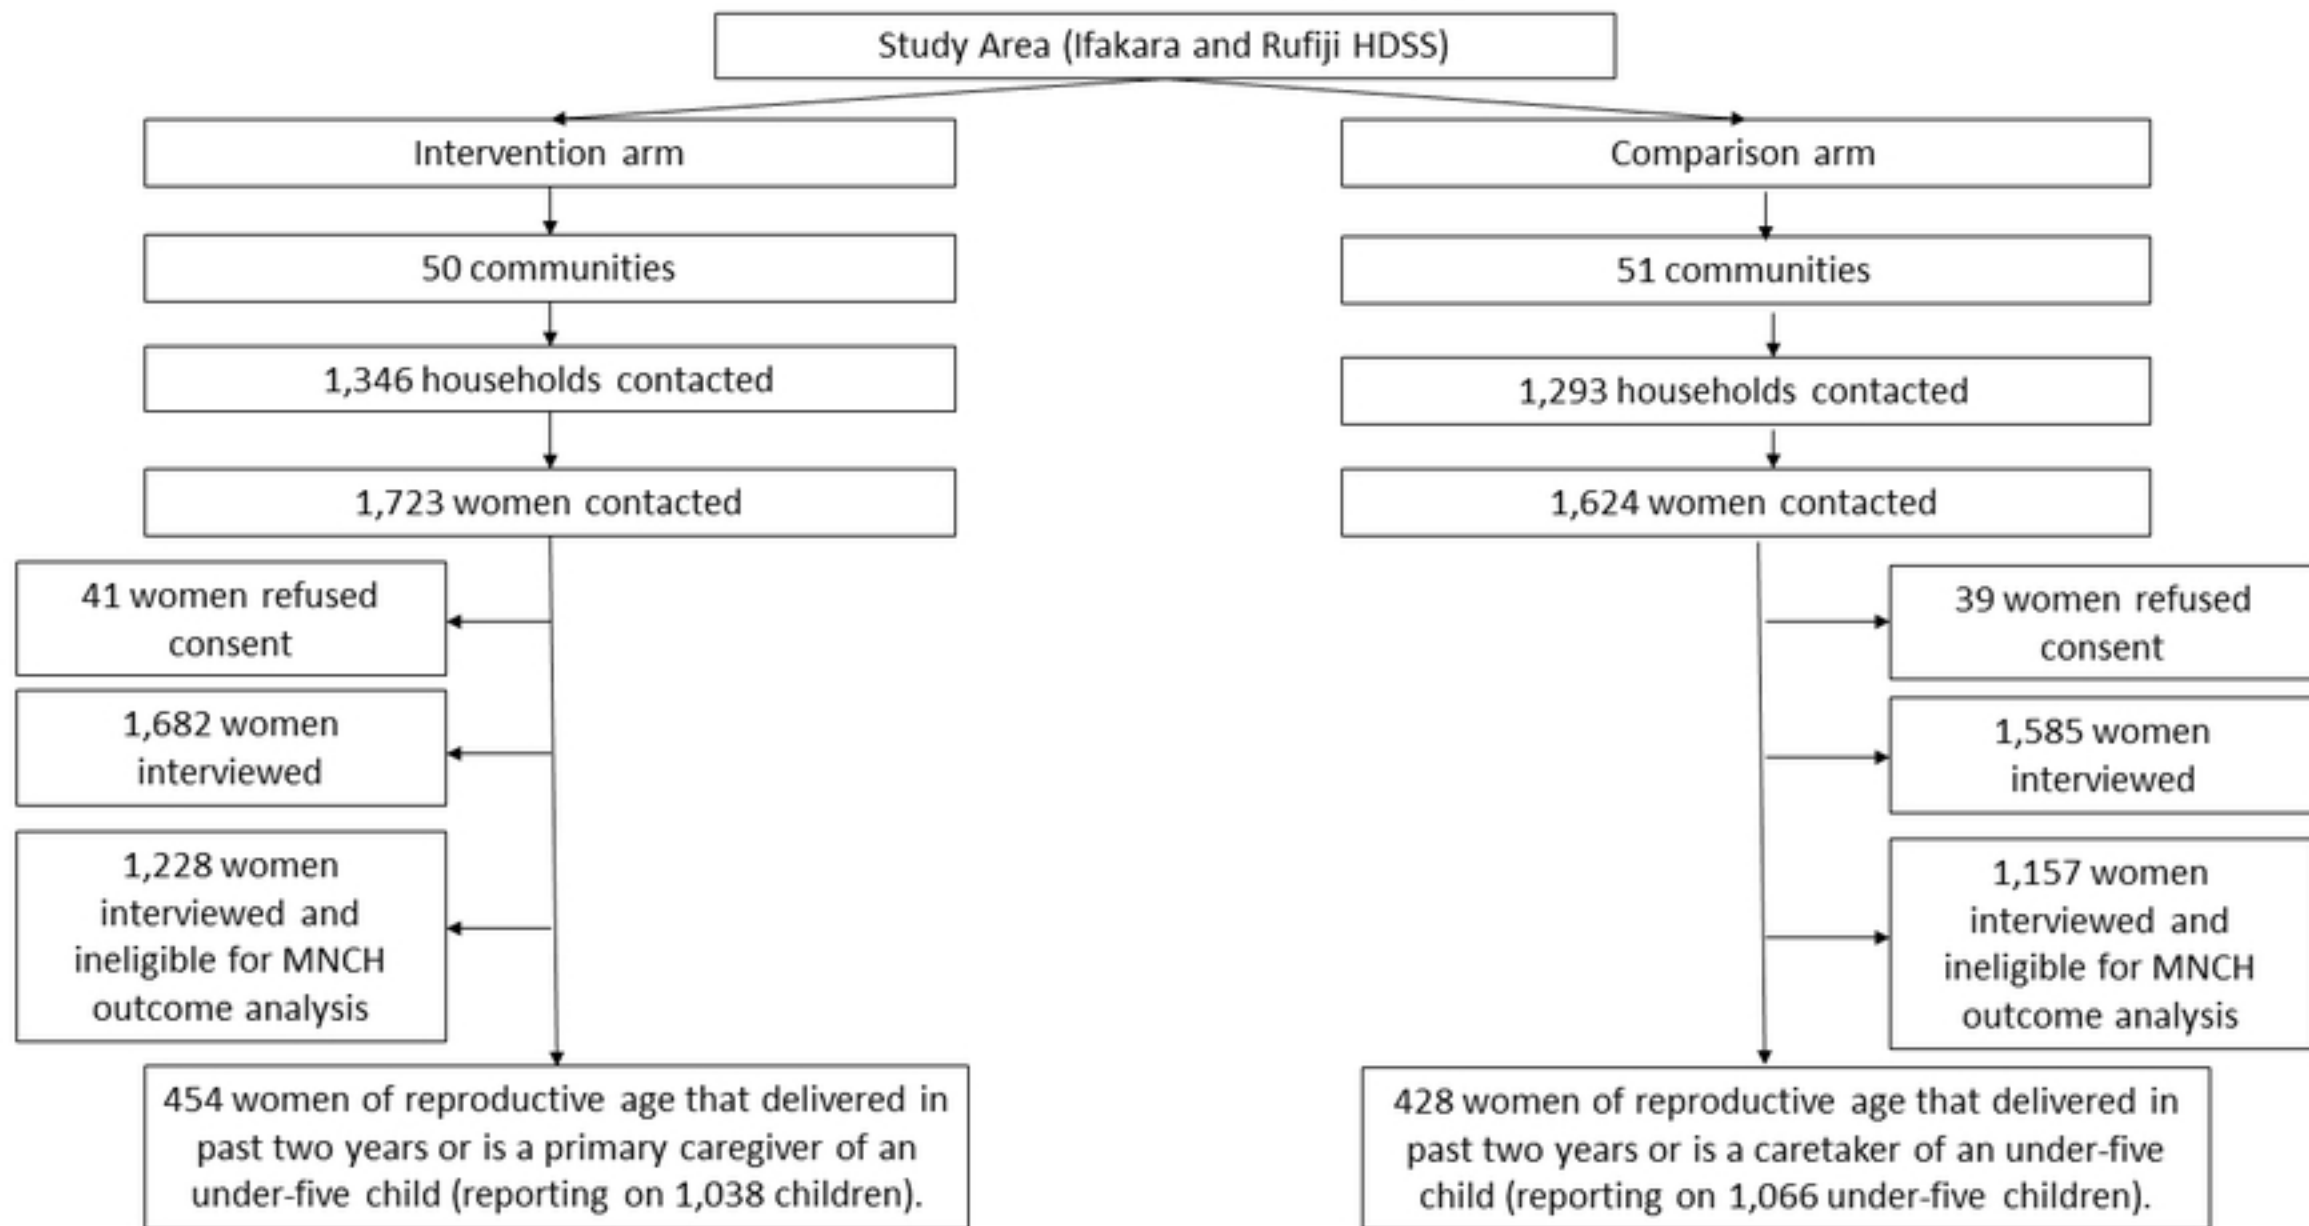 Study Area (Ifakara and Rufiji HDSS)
Intervention arm
50 communities
1,346 households contacted
1,723 women contacted
41 women refused
consent
1,682 women
interviewed
1,228 women
interviewed and
ineligible for MNCH
outcome analysis
454 women of reproductive age that delivered in
past two years or is a primary caregiver of an
under-five child (reporting on 1,038 children).
Comparison arm
51 communities
1,293 households contacted
1,624 women contacted
39 women refused
consent
1,585 women
interviewed
1,157 women
interviewed and
ineligible for MNCH
outcome analysis
428 women of reproductive age that delivered in
past two years or is a caretaker of an under-five
child (reporting on 1,066 under-five children).